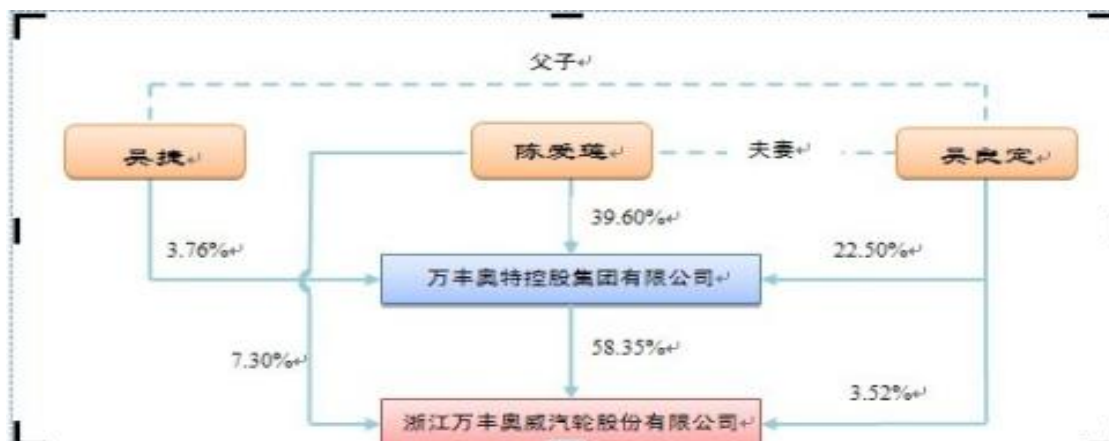 父子↵
吴捷↵
陈爱莲↵
夫妻↵
吴良定↵
39.60%↵
3.76%↵
22.50%↵
万丰奥特控股集团有限公司↵
58.35%↵
7.30%↵
3.52%↵
浙江万丰奥威汽轮股份有限公司↵